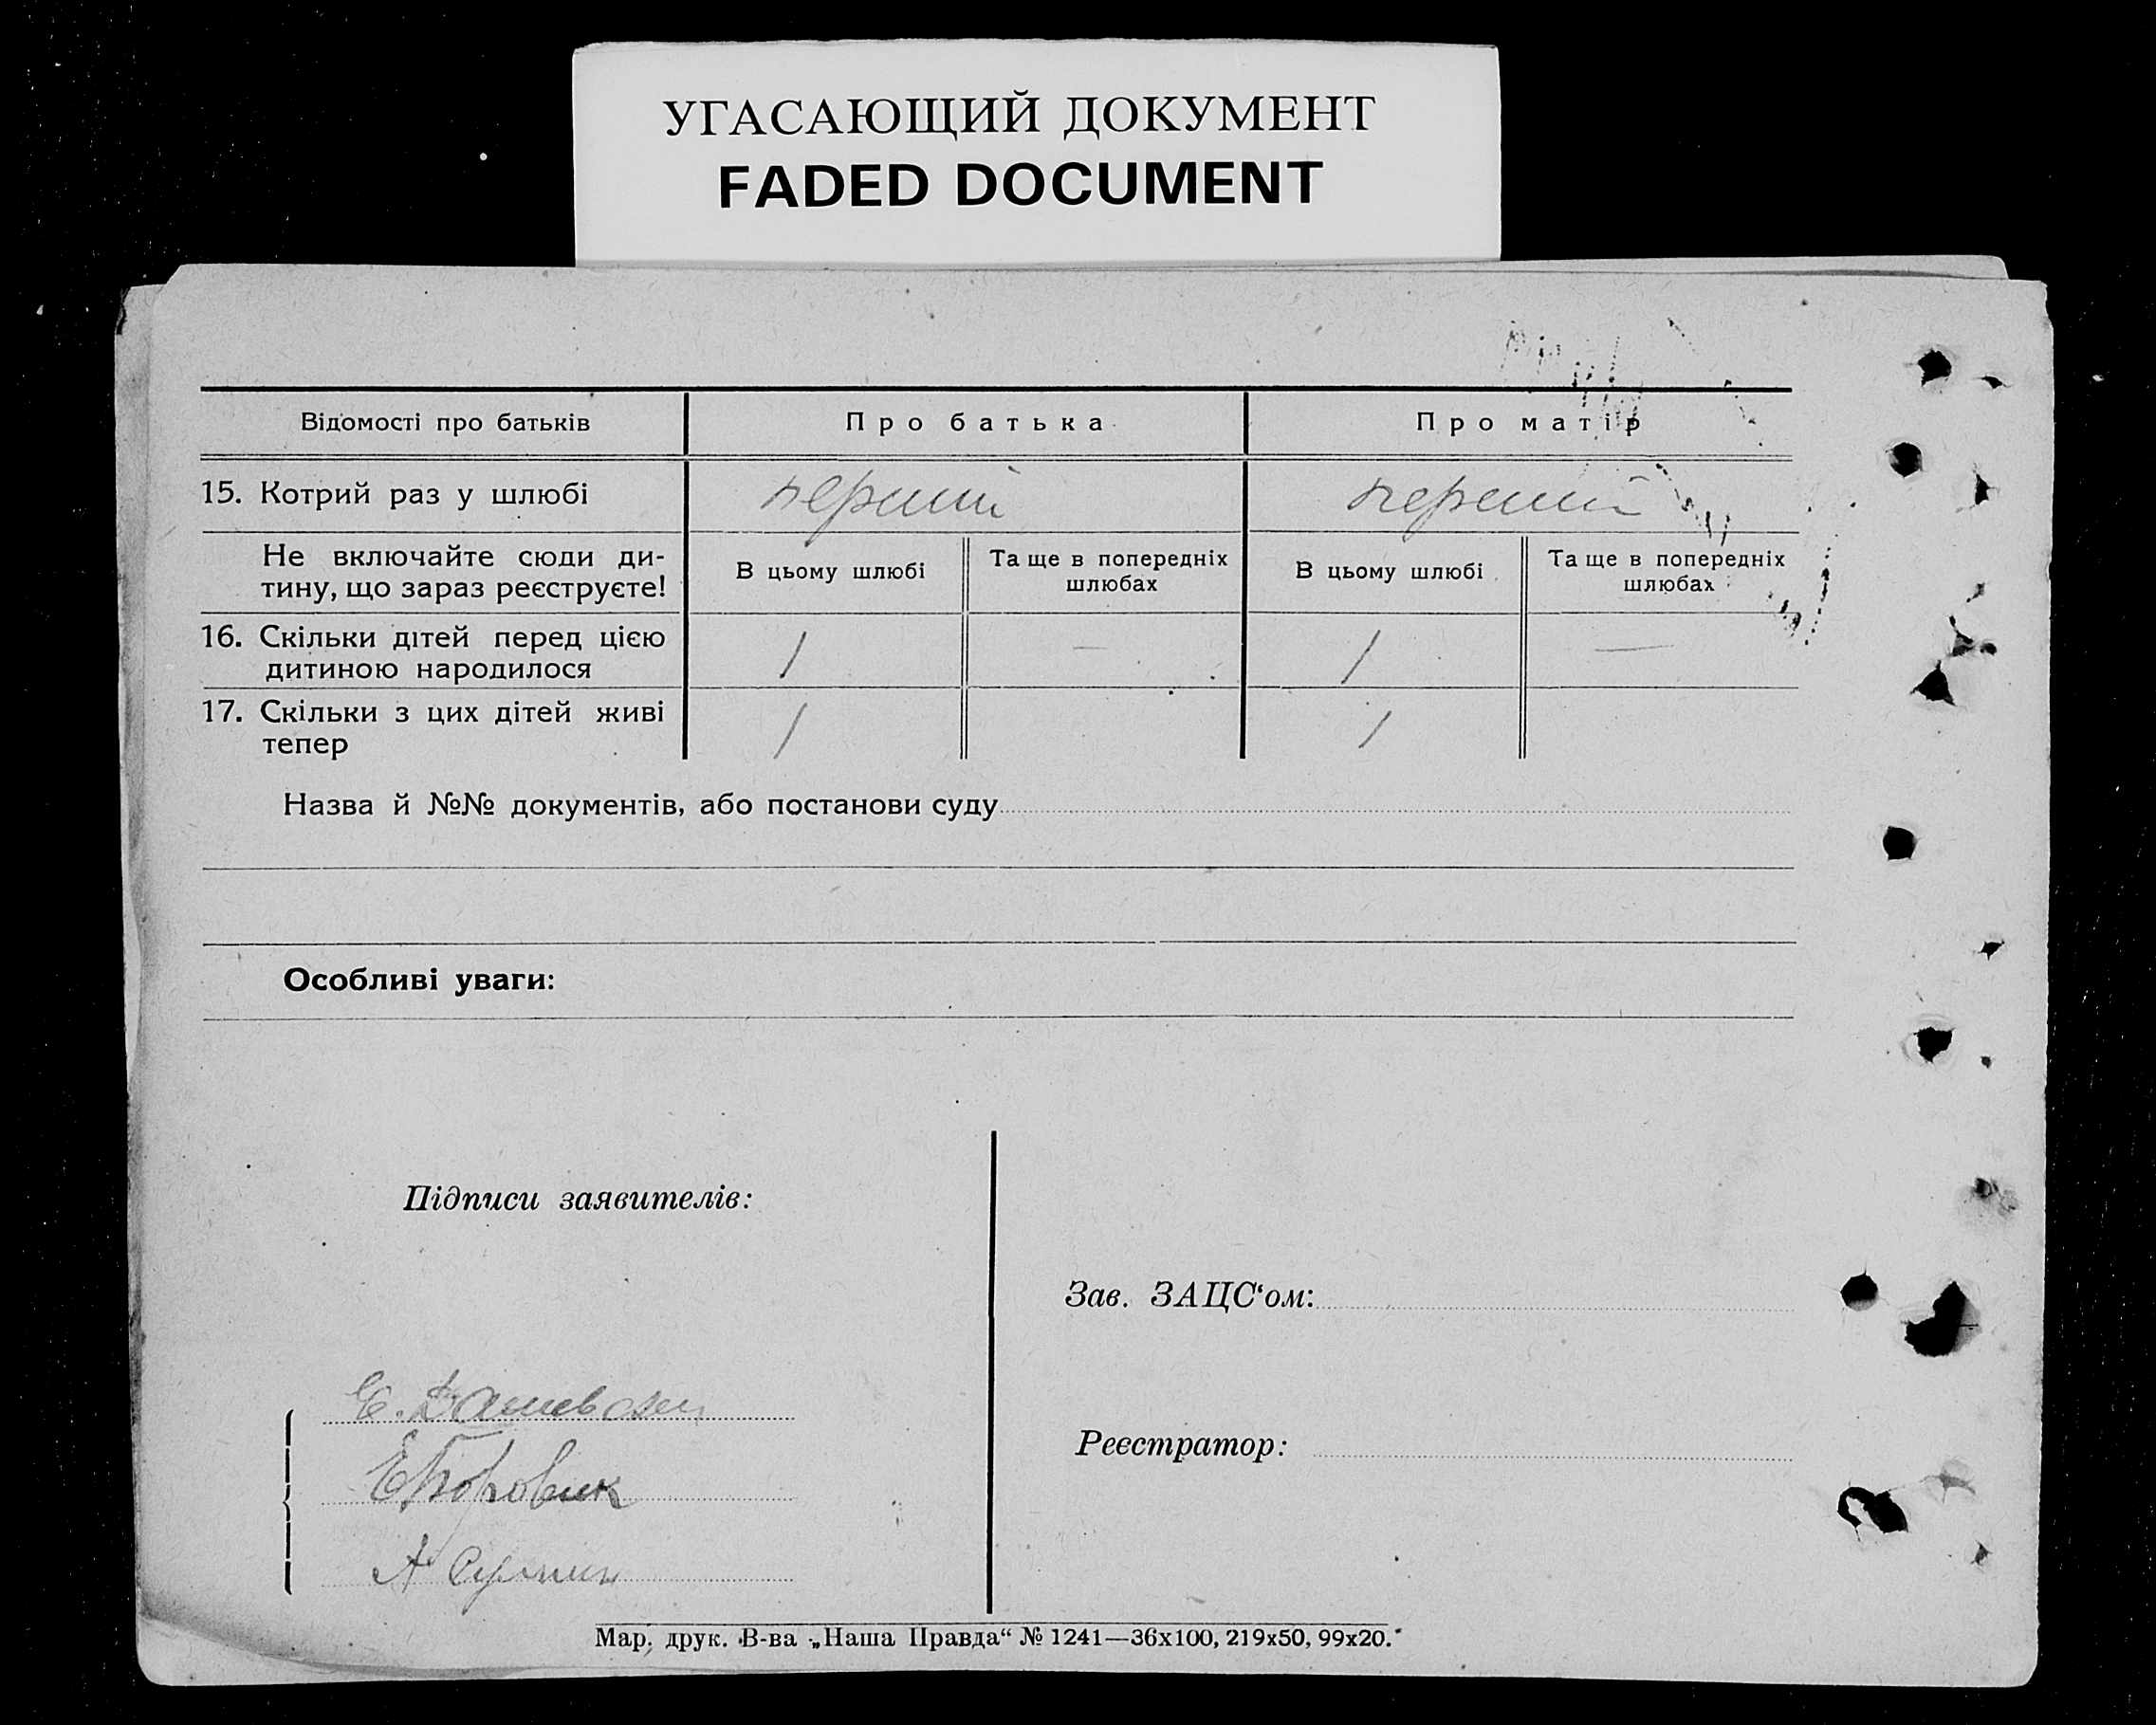 УГАСАЮЩИЙ ДОКУМЕНТ
FADED DOCUMENT
Відомості про батьків
Про батька
Про матір
15. Котрий раз у шлюбі
перший
перший
Не включайте сюди ди-
тину, що зараз реєструєте!
В цьому шлюбі
Та ще в попередніх
шлюбах
В цьому шлюбі
Та ще в попередніх
шлюбах
16. Скільки дітей перед цією
дитиною народилося
1
—
1
—
17. Скільки з цих дітей живі
тепер
1
1
Назва й №№ документів, або постанови суду
Особливі уваги:
Підписи заявителів:
Зав. ЗАЦС‘ом:
Е.
Реєстратор:
ЕБоровик
А
Мар. друк. В-ва „Наша Правда“ № 1241—36х100, 219х50, 99х20.